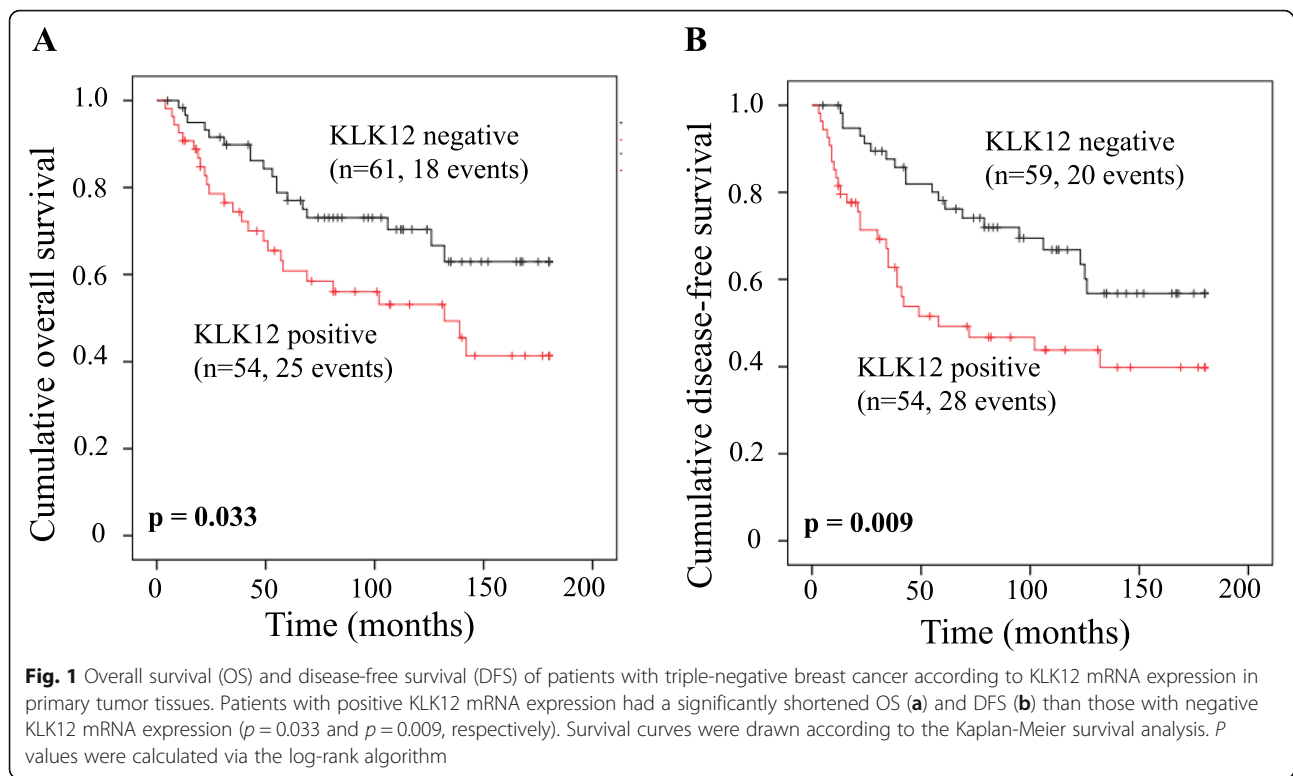 A
B
1.0
0.8
0.6
0.4
0.2
0
Cumulative overall survival
KLK12 negative
(n=61, 18 events)
KLK12 positive
(n=54, 25 events)
p = 0.033
0 50 100 150 200
Time (months)
1.0
0.8
0.6
0.4
0.2
0
Cumulative disease-free survival
KLK12 negative
(n=59, 20 events)
KLK12 positive
(n=54, 28 events)
p = 0.009
0 50 100 150 200
Time (months)
Fig. 1 Overall survival (OS) and disease-free survival (DFS) of patients with triple-negative breast cancer according to KLK12 mRNA expression in
primary tumor tissues. Patients with positive KLK12 mRNA expression had a significantly shortened OS (a) and DFS (b) than those with negative
KLK12 mRNA expression (p = 0.033 and p = 0.009, respectively). Survival curves were drawn according to the Kaplan-Meier survival analysis. P
values were calculated via the log-rank algorithm